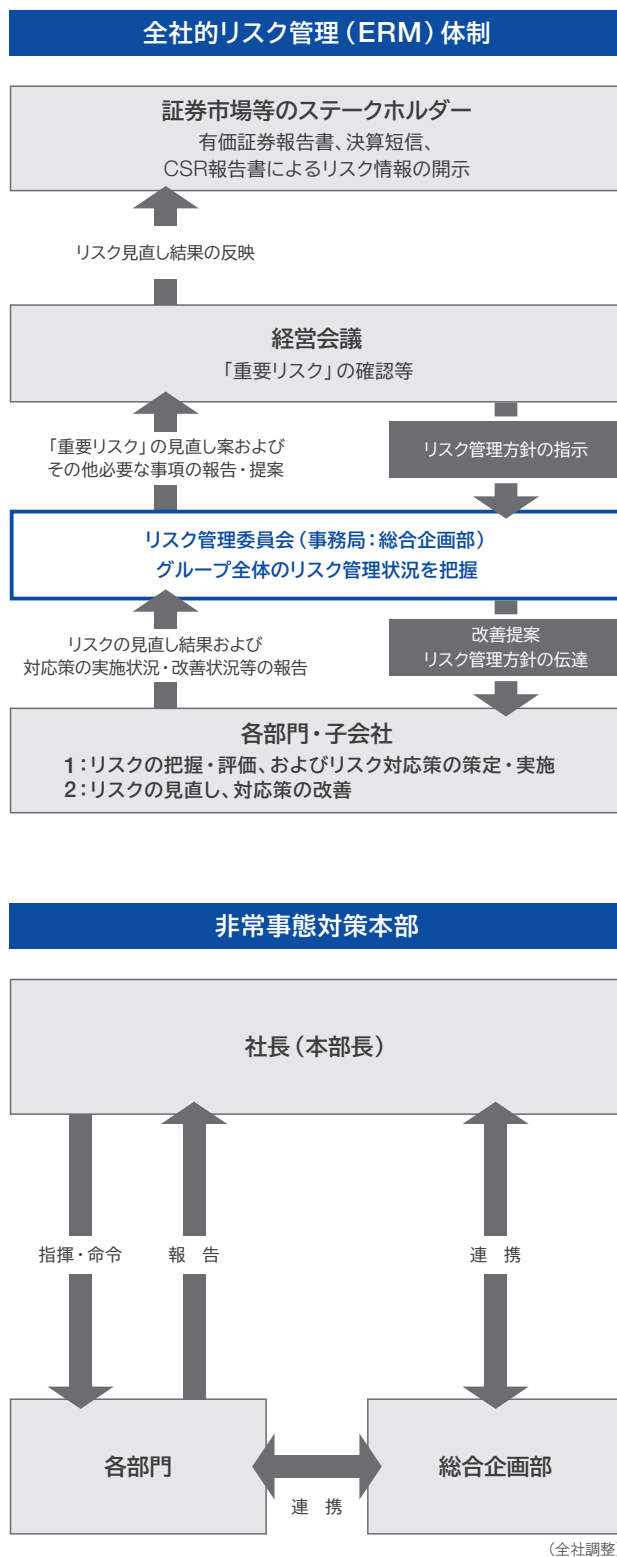 全社的リスク管理（ERM）体制
証券市場等のステークホルダー
有価証券報告書、決算短信、
CSR報告書によるリスク情報の開示
リスク見直し結果の反映
経営会議
「重要リスク」の確認等
「重要リスク」の見直し案および
その他必要な事項の報告・提案
リスク管理方針の指示
リスク管理委員会（事務局：総合企画部）
グループ全体のリスク管理状況を把握
リスクの見直し結果および
対応策の実施状況・改善状況等の報告
改善提案
リスク管理方針の伝達
各部門・子会社
1：リスクの把握・評価、およびリスク対応策の策定・実施
2：リスクの見直し、対応策の改善
非常事態対策本部
社長（本部長）
指揮・命令
報　告
連　携
各部門
総合企画部
連　携
（全社調整